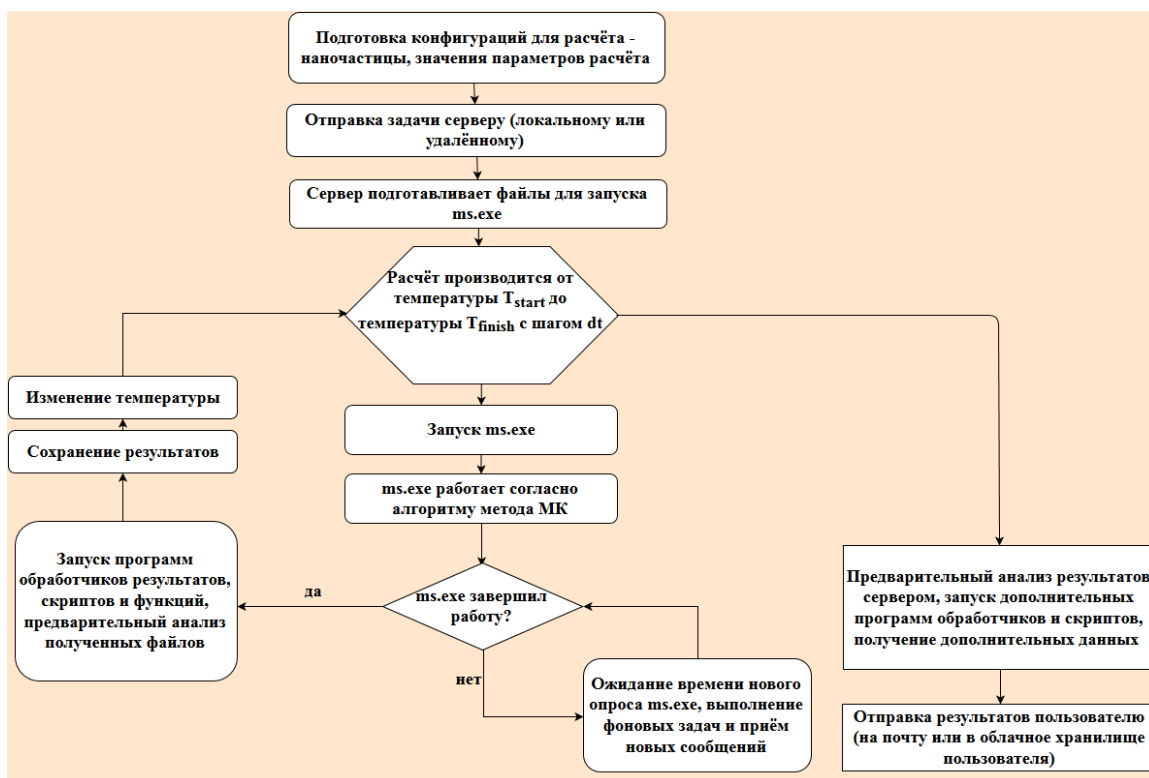 Подготовка конфигураций для расчёта -
наночастицы, значения параметров расчёта
Отправка задачи серверу (локальному или
удалённому)
Сервер подготавливает файлы для запуска
ms.exe
Расчёт производится от
температуры Tstart до
температуры Tfinish с шагом dt
Запуск ms.exe
ms.exe работает согласно
алгоритму метода МК
ms.exe завершил
работу?
да
нет
Ожидание времени нового
опроса ms.exe, выполнение
фоновых задач и приём
новых сообщений
Запуск программ
обработчиков результатов,
скриптов и функций,
предварительный анализ
полученных файлов
Сохранение результатов
Изменение температуры
Предварительный анализ результатов
сервером, запуск дополнительных
программ обработчиков и скриптов,
получение дополнительных данных
Отправка результатов пользователю
(на почту или в облачное хранилище
пользователя)